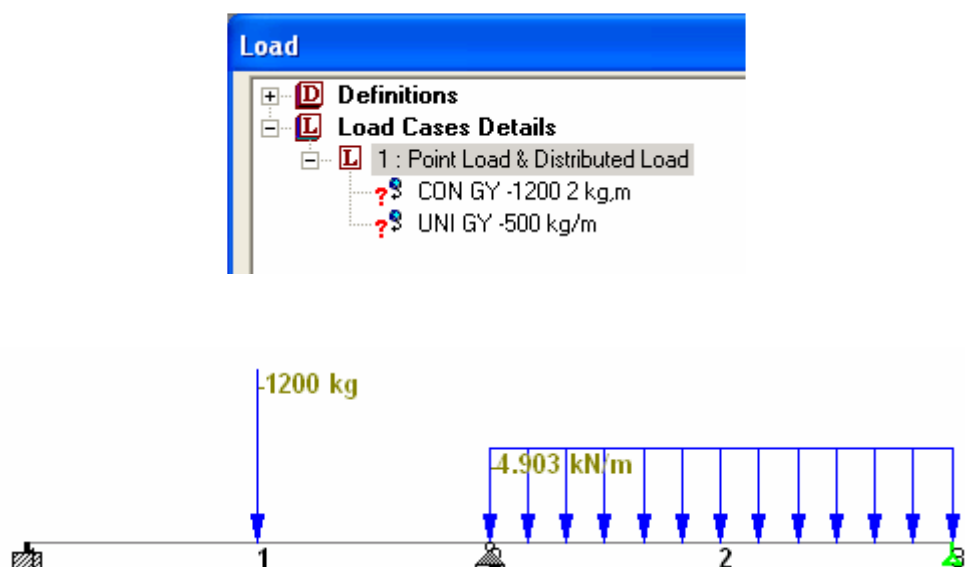 Load
D Definitions
L Load Cases Details
L 1 : Point Load & Distributed Load
? CON GY -1200 2 kg,m
? UNI GY -500 kg/m
-1200 kg
-4.903 kN/m
1 2 3